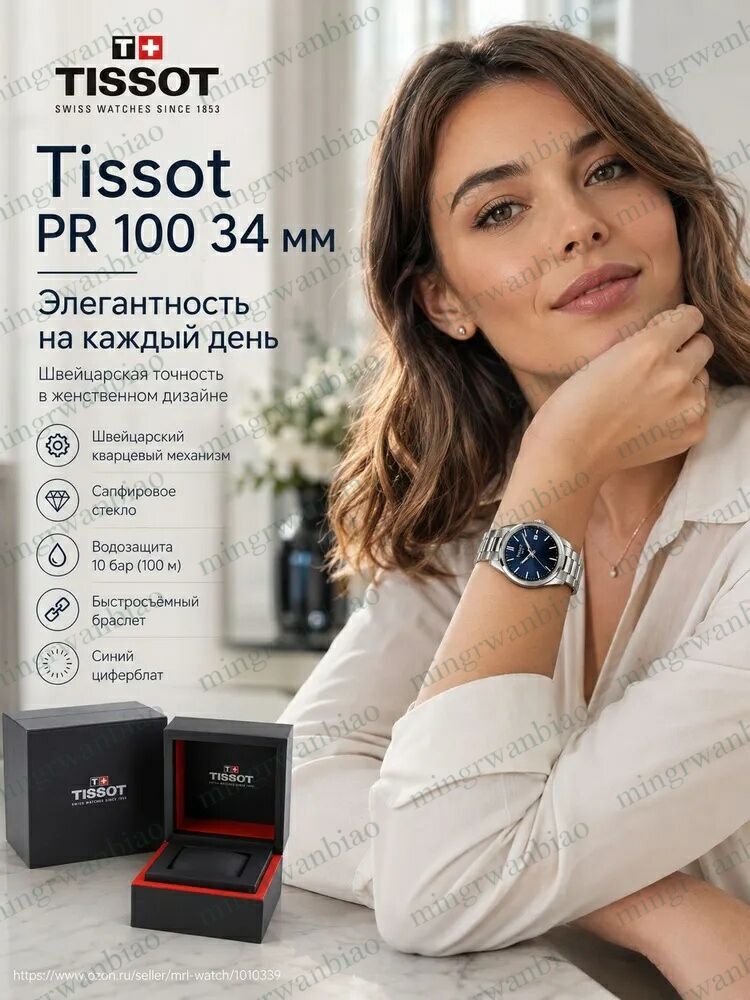 TISSOT
SWISS WATCHES SINCE 1853
Tissot
PR 100 34 мм
Элегантность
на каждый день
Швейцарская точность
в женственном дизайне
Швейцарский
кварцевый механизм
Сапфировое
стекло
Водозащита
10 бар (100 м)
Быстросъёмный
браслет
Синий
циферблат
TISSOT
SWISS WATCHES SINCE 1853
TISSOT
https://www.ozon.ru/seller/mrl-watch/1010339
mingrwanbiao